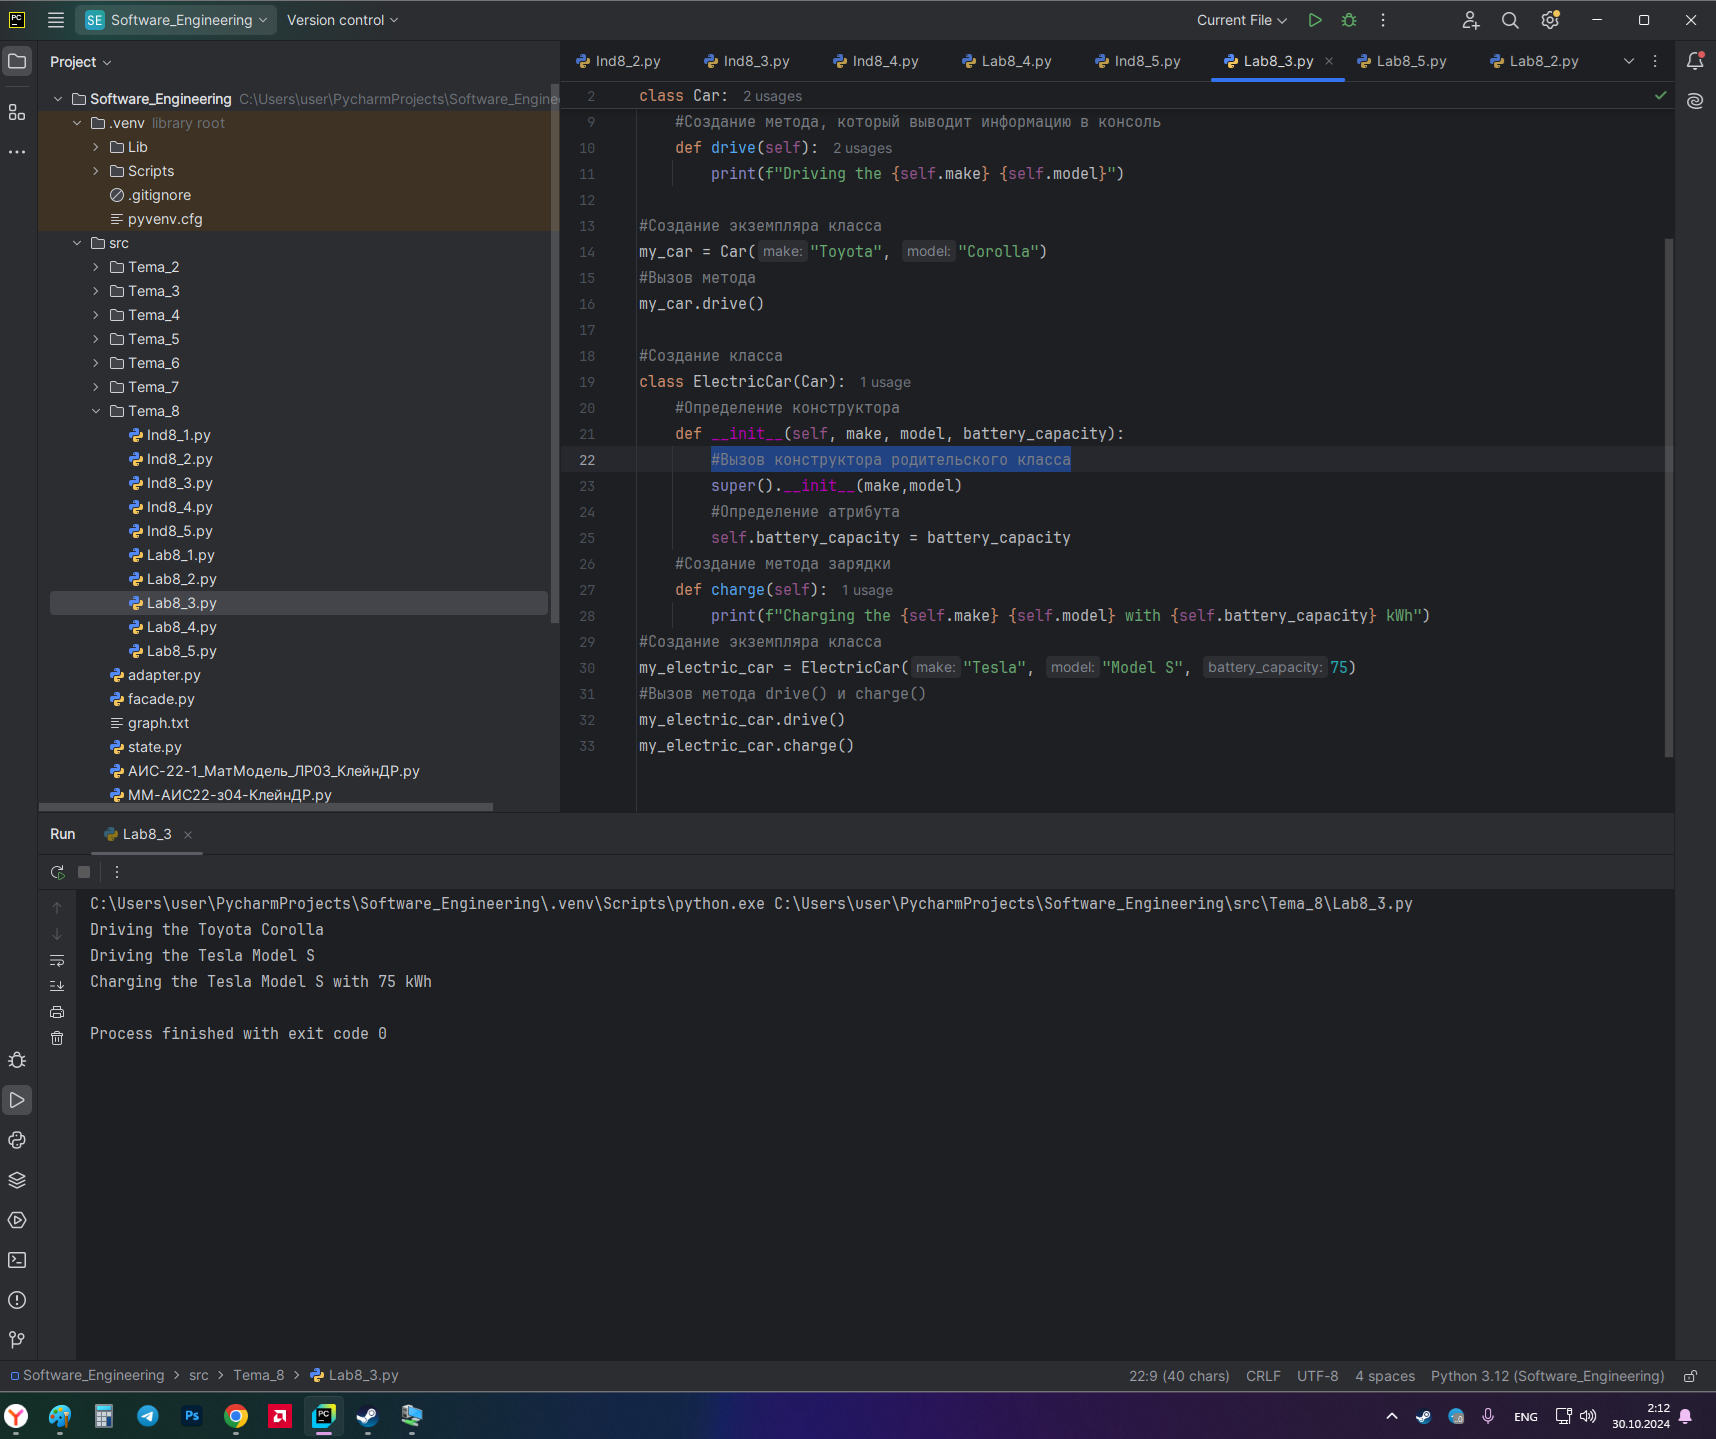 PC SE Software_Engineering Version control Current File
Project
Ind8_2.py Ind8_3.py Ind8_4.py Lab8_4.py Ind8_5.py Lab8_3.py Lab8_5.py Lab8_2.py
Software_Engineering C:\Users\user\PycharmProjects\Software_Engine
.venv library root
Lib
Scripts
.gitignore
pyvenv.cfg
src
Tema_2
Tema_3
Tema_4
Tema_5
Tema_6
Tema_7
Tema_8
Ind8_1.py
Ind8_2.py
Ind8_3.py
Ind8_4.py
Ind8_5.py
Lab8_1.py
Lab8_2.py
Lab8_3.py
Lab8_4.py
Lab8_5.py
adapter.py
facade.py
graph.txt
state.py
АИС-22-1_МатМодель_ЛР03_КлейнДР.py
ММ-АИС22-з04-КлейнДР.py
2 class Car: 2 usages
9 #Создание метода, который выводит информацию в консоль
10 def drive(self): 2 usages
11 print(f"Driving the {self.make} {self.model}")
12
13 #Создание экземпляра класса
14 my_car = Car( make: "Toyota", model: "Corolla")
15 #Вызов метода
16 my_car.drive()
17
18 #Создание класса
19 class ElectricCar(Car): 1 usage
20 #Определение конструктора
21 def __init__(self, make, model, battery_capacity):
22 #Вызов конструктора родительского класса
23 super().__init__(make,model)
24 #Определение атрибута
25 self.battery_capacity = battery_capacity
26 #Создание метода зарядки
27 def charge(self): 1 usage
28 print(f"Charging the {self.make} {self.model} with {self.battery_capacity} kWh")
29 #Создание экземпляра класса
30 my_electric_car = ElectricCar( make: "Tesla", model: "Model S", battery_capacity: 75)
31 #Вызов метода drive() и charge()
32 my_electric_car.drive()
33 my_electric_car.charge()
Run Lab8_3
C:\Users\user\PycharmProjects\Software_Engineering\.venv\Scripts\python.exe C:\Users\user\PycharmProjects\Software_Engineering\src\Tema_8\Lab8_3.py
Driving the Toyota Corolla
Driving the Tesla Model S
Charging the Tesla Model S with 75 kWh
Process finished with exit code 0
Software_Engineering > src > Tema_8 > Lab8_3.py 22:9 (40 chars) CRLF UTF-8 4 spaces Python 3.12 (Software_Engineering)
Ps PC ENG 2:12
30.10.2024